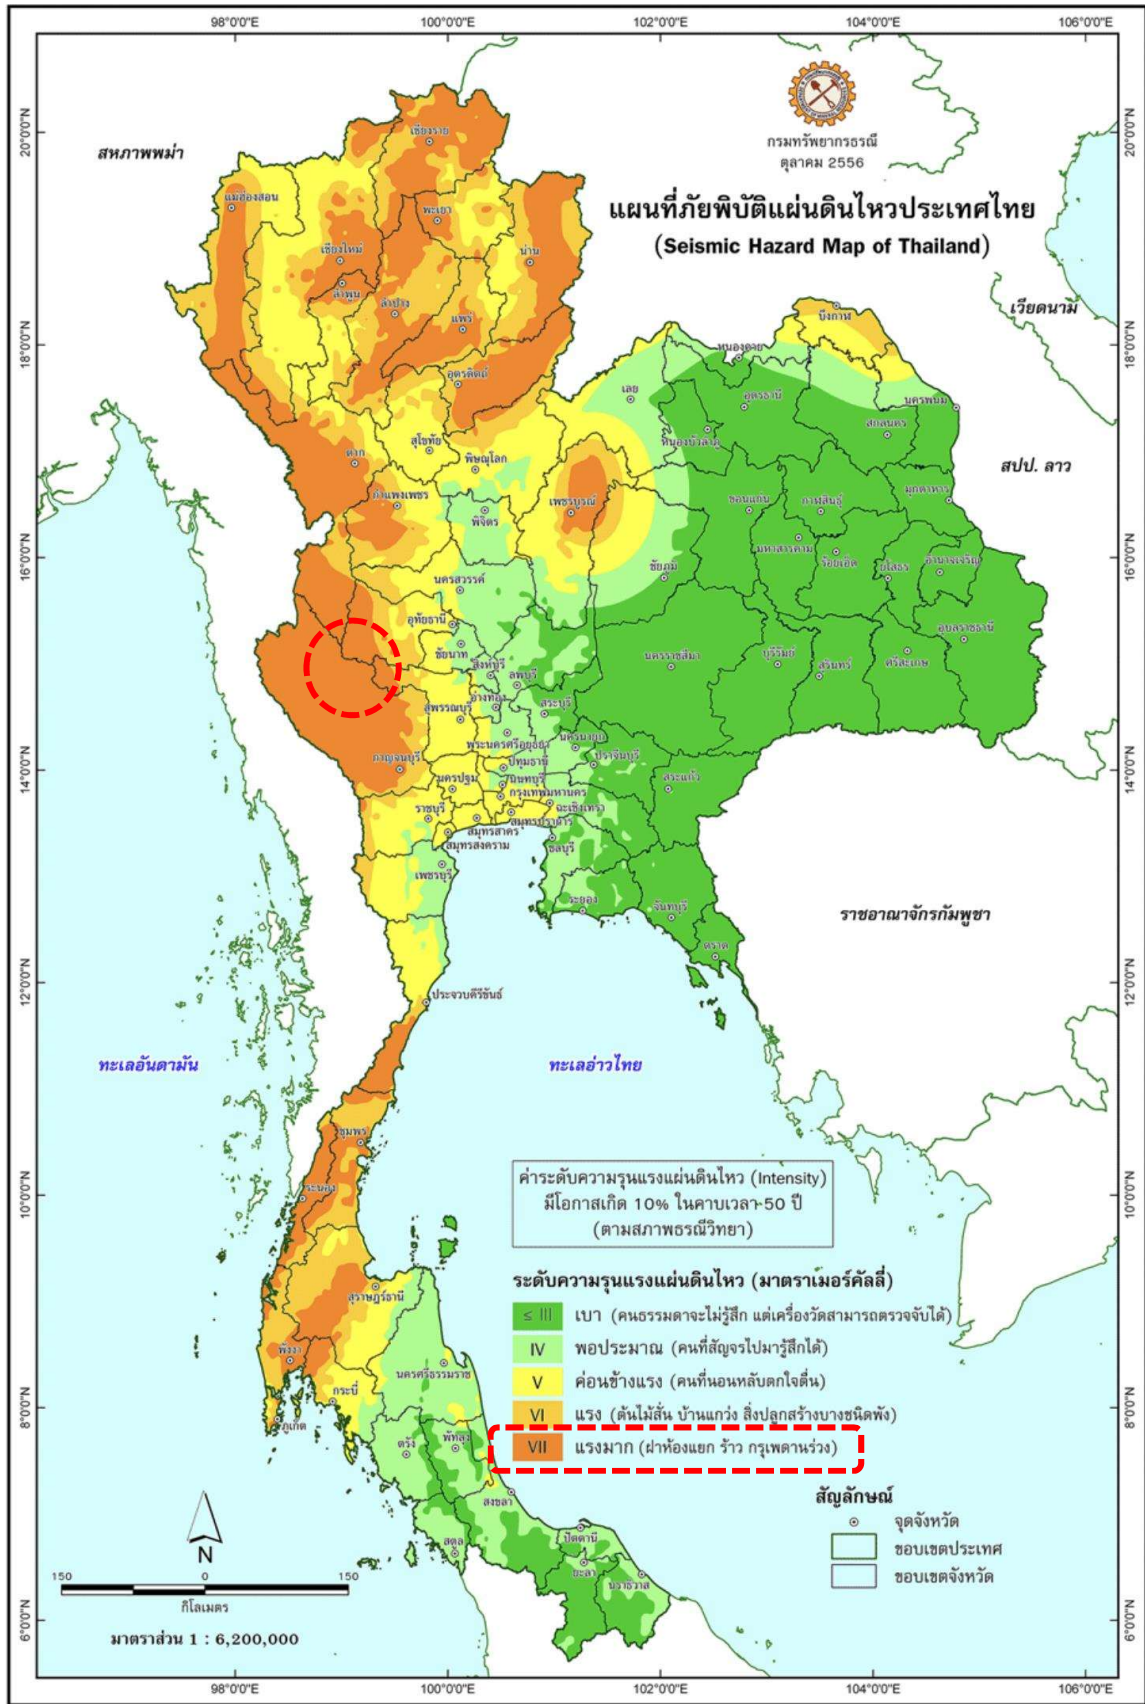 98°0'0"E 100°0'0"E 102°0'0"E 104°0'0"E 106°0'0"E
20°0'0"N
18°0'0"N
16°0'0"N
14°0'0"N
12°0'0"N
10°0'0"N
8°0'0"N
6°0'0"N
กรมทรัพยากรธรณี
ตุลาคม 2556
แผนที่ภัยพิบัติแผ่นดินไหวประเทศไทย
(Seismic Hazard Map of Thailand)
สหภาพพม่า
เวียดนาม
สปป. ลาว
ราชอาณาจักรกัมพูชา
ทะเลอันดามัน
ทะเลอ่าวไทย
เชียงราย
แม่ฮ่องสอน
พะเยา
เชียงใหม่
น่าน
ลำพูน
ลำปาง
แพร่
อุตรดิตถ์
บึงกาฬ
หนองคาย
เลย
อุดรธานี
นครพนม
สกลนคร
หนองบัวลำภู
สุโขทัย
ตาก
พิษณุโลก
กำแพงเพชร
พิจิตร
เพชรบูรณ์
ขอนแก่น
กาฬสินธุ์
มุกดาหาร
มหาสารคาม
ร้อยเอ็ด
ยโสธร
อำนาจเจริญ
ชัยภูมิ
นครสวรรค์
อุทัยธานี
ชัยนาท
สิงห์บุรี
ลพบุรี
นครราชสีมา
บุรีรัมย์
สุรินทร์
ศรีสะเกษ
อุบลราชธานี
อ่างทอง
สระบุรี
สุพรรณบุรี
พระนครศรีอยุธยา
นครนายก
ปราจีนบุรี
กาญจนบุรี
ปทุมธานี
สระแก้ว
นครปฐม
นนทบุรี
กรุงเทพมหานคร
ฉะเชิงเทรา
ราชบุรี
สมุทรปราการ
สมุทรสาคร
สมุทรสงคราม
ชลบุรี
เพชรบุรี
ระยอง
จันทบุรี
ตราด
ประจวบคีรีขันธ์
ชุมพร
ระนอง
สุราษฎร์ธานี
พังงา
นครศรีธรรมราช
กระบี่
ภูเก็ต
ตรัง
พัทลุง
สงขลา
สตูล
ปัตตานี
ยะลา
นราธิวาส
ค่าระดับความรุนแรงแผ่นดินไหว (Intensity)
มีโอกาสเกิด 10% ในคาบเวลา 50 ปี
(ตามสภาพธรณีวิทยา)
ระดับความรุนแรงแผ่นดินไหว (มาตราเมอร์คัลลี่)
≤ III เบา (คนธรรมดาจะไม่รู้สึก แต่เครื่องวัดสามารถตรวจจับได้)
IV พอประมาณ (คนที่สัญจรไปมารู้สึกได้)
V ค่อนข้างแรง (คนที่นอนหลับตกใจตื่น)
VI แรง (ต้นไม้สั่น บ้านแกว่ง สิ่งปลูกสร้างบางชนิดพัง)
VII แรงมาก (ฝาห้องแยก ร้าว กรุเพดานร่วง)
สัญลักษณ์
จุดจังหวัด
ขอบเขตประเทศ
ขอบเขตจังหวัด
N
150 0 150
กิโลเมตร
มาตราส่วน 1 : 6,200,000
98°0'0"E 100°0'0"E 102°0'0"E 104°0'0"E 106°0'0"E
20°0'0"N
18°0'0"N
16°0'0"N
14°0'0"N
12°0'0"N
10°0'0"N
8°0'0"N
6°0'0"N